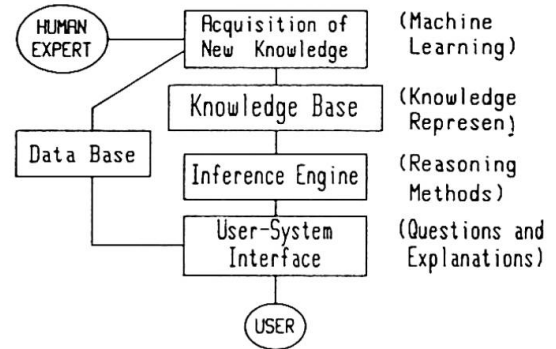 HUMAN
EXPERT
Acquisition of
New Knowledge
(Machine
Learning)
Knowledge Base
(Knowledge
Represen
Data Base
Inference Engine
(Reasoning
Methods)
User-System
Interface
(Questions and
Explanations)
USER